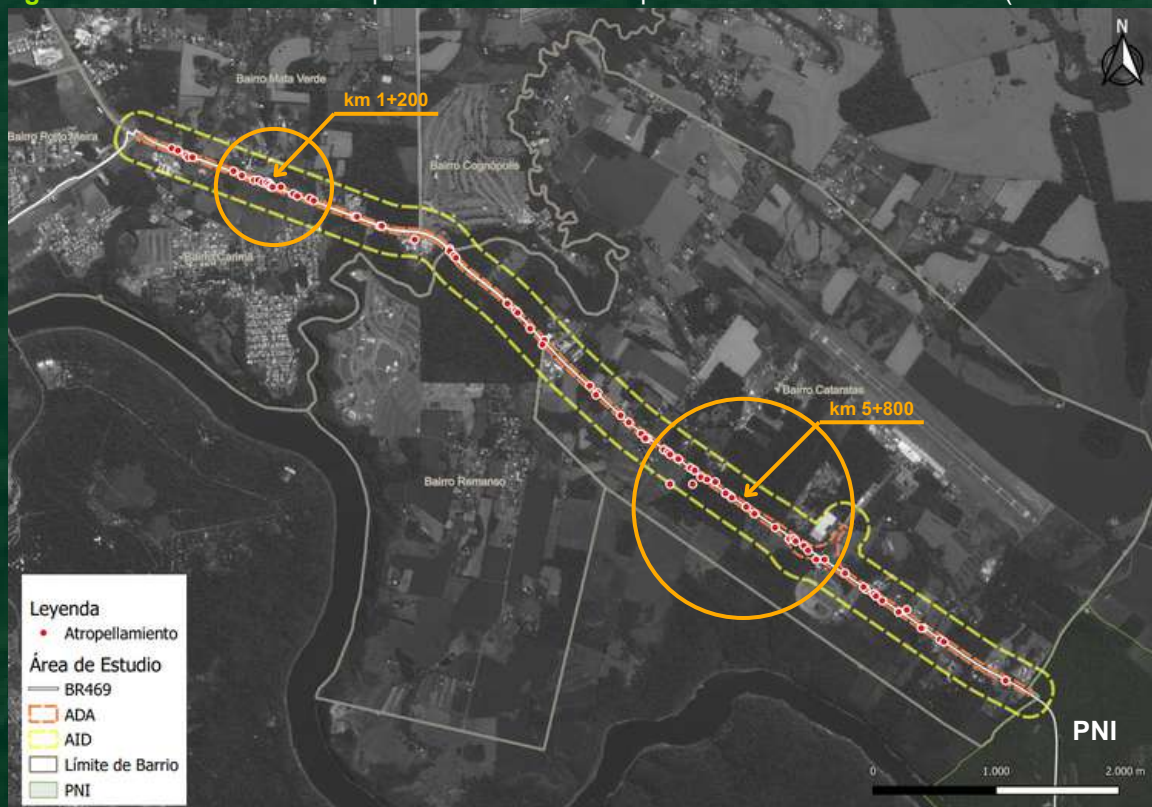 N
Bairro Mata Verde
km 1+200
Bairro Porto Meira
Bairro Cognópolis
Bairro Carimã
Bairro Cataratas
km 5+800
Bairro Remanso
Leyenda
Atropellamiento
Área de Estudio
BR469
ADA
AID
Límite de Barrio
PNI
PNI
0 1.000 2.000 m